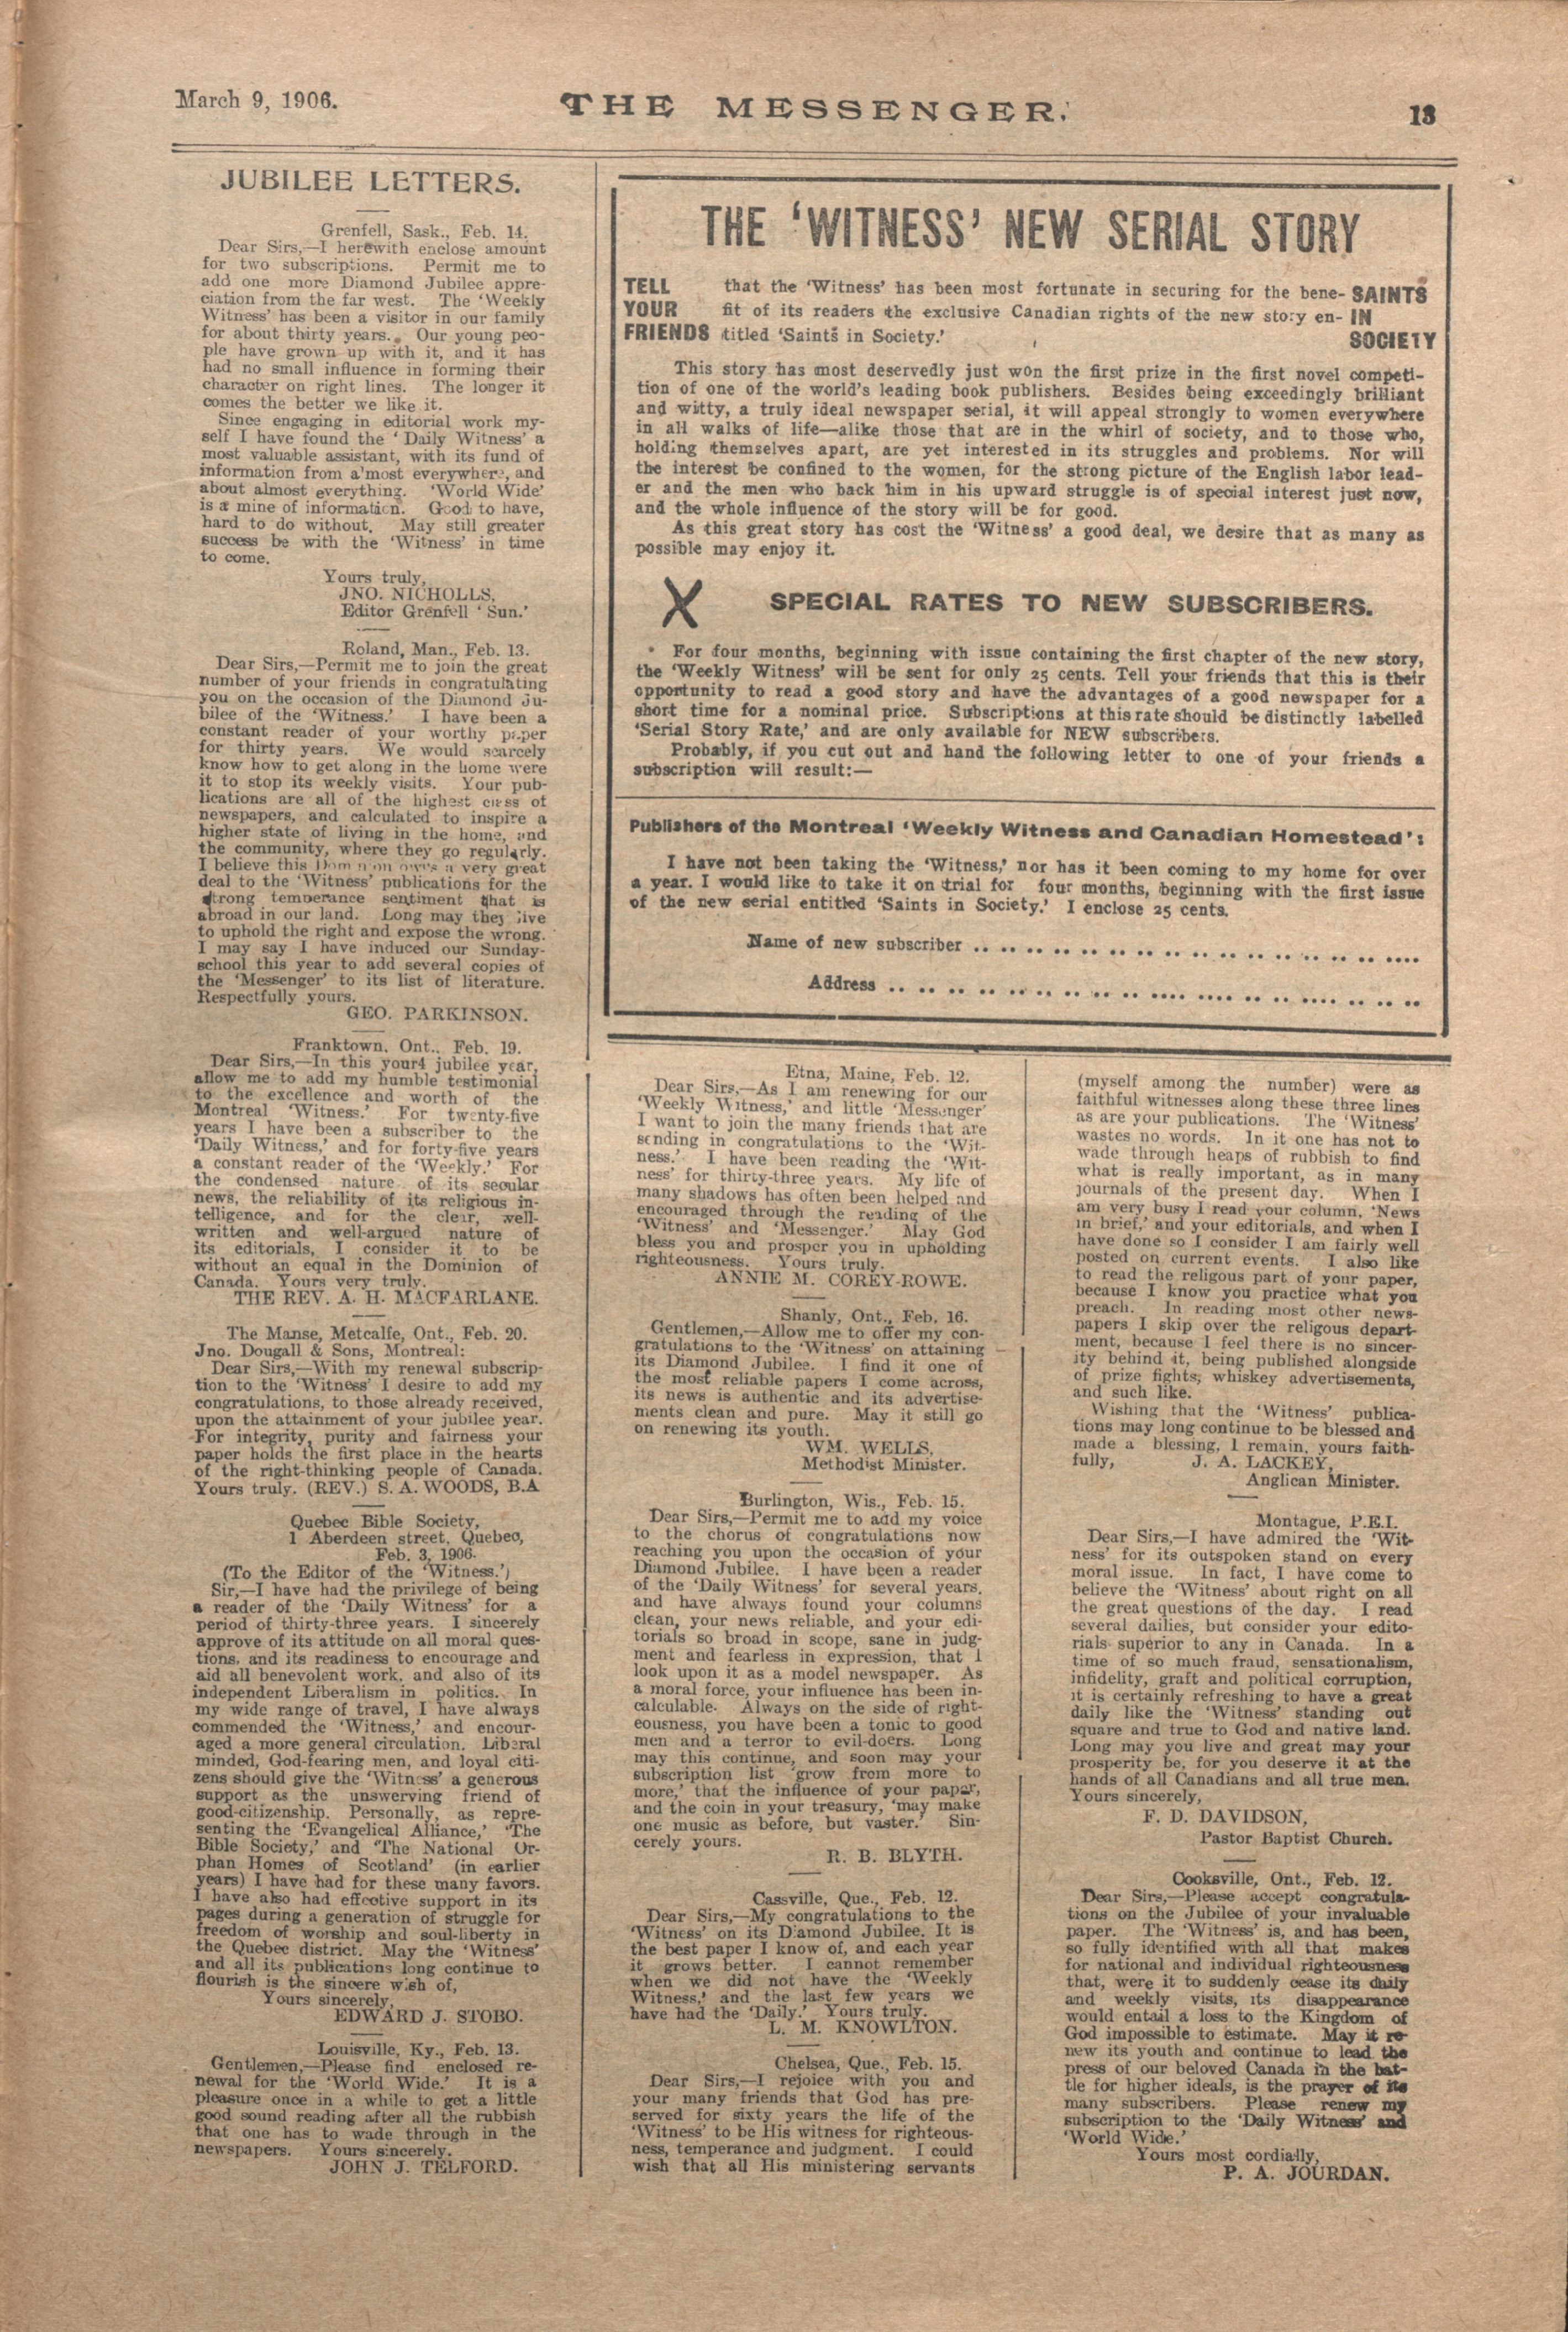 March 9, 1906.
THE MESSENGER.
13
JUBILEE LETTERS.
Grenfell, Sask., Feb. 14.
Dear Sirs,—I herewith enclose amount
for two subscriptions. Permit me to
add one more Diamond Jubilee appre-
ciation from the far west. The 'Weekly
Witness' has been a visitor in our family
for about thirty years. Our young peo-
ple have grown up with it, and it has
had no small influence in forming their
character on right lines. The longer it
comes the better we like it.
Since engaging in editorial work my-
self I have found the 'Daily Witness' a
most valuable assistant, with its fund of
information from a'most everywhere, and
about almost everything. 'World Wide'
is a mine of information. Good to have,
hard to do without. May still greater
success be with the 'Witness' in time
to come.
Yours truly,
JNO. NICHOLLS,
Editor Grenfell 'Sun.'
Roland, Man., Feb. 13.
Dear Sirs,—Permit me to join the great
number of your friends in congratulating
you on the occasion of the Diamond Ju-
bilee of the 'Witness.' I have been a
constant reader of your worthy paper
for thirty years. We would scarcely
know how to get along in the home were
it to stop its weekly visits. Your pub-
lications are all of the highest class of
newspapers, and calculated to inspire a
higher state of living in the home, and
the community, where they go regularly.
I believe this Dominion owes a very great
deal to the 'Witness' publications for the
strong temperance sentiment that is
abroad in our land. Long may they live
to uphold the right and expose the wrong.
I may say I have induced our Sunday-
school this year to add several copies of
the 'Messenger' to its list of literature.
Respectfully yours.
GEO. PARKINSON.
Franktown, Ont., Feb. 19.
Dear Sirs,—In this your4 jubilee year,
allow me to add my humble testimonial
to the excellence and worth of the
Montreal 'Witness.' For twenty-five
years I have been a subscriber to the
'Daily Witness,' and for forty-five years
a constant reader of the 'Weekly.' For
the condensed nature of its secular
news, the reliability of its religious in-
telligence, and for the clear, well-
written and well-argued nature of
its editorials, I consider it to be
without an equal in the Dominion of
Canada. Yours very truly.
THE REV. A. H. MACFARLANE.
The Manse, Metcalfe, Ont., Feb. 20.
Jno. Dougall & Sons, Montreal:
Dear Sirs,—With my renewal subscrip-
tion to the 'Witness' I desire to add my
congratulations, to those already received,
upon the attainment of your jubilee year.
For integrity, purity and fairness your
paper holds the first place in the hearts
of the right-thinking people of Canada.
Yours truly. (REV.) S. A. WOODS, B.A
Quebec Bible Society,
1 Aberdeen street, Quebec,
Feb. 3, 1906.
(To the Editor of the 'Witness.')
Sir,—I have had the privilege of being
a reader of the 'Daily Witness' for a
period of thirty-three years. I sincerely
approve of its attitude on all moral ques-
tions, and its readiness to encourage and
aid all benevolent work, and also of its
independent Liberalism in politics. In
my wide range of travel, I have always
commended the 'Witness,' and encour-
aged a more general circulation. Liberal
minded, God-fearing men, and loyal citi-
zens should give the 'Witness' a generous
support as the unswerving friend of
good-citizenship. Personally, as repre-
senting the 'Evangelical Alliance,' 'The
Bible Society,' and 'The National Or-
phan Homes of Scotland' (in earlier
years) I have had for these many favors.
I have also had effective support in its
pages during a generation of struggle for
freedom of worship and soul-liberty in
the Quebec district. May the 'Witness'
and all its publications long continue to
flourish is the sincere wish of,
Yours sincerely,
EDWARD J. STOBO.
Louisville, Ky., Feb. 13.
Gentlemen,—Please find enclosed re-
newal for the 'World Wide.' It is a
pleasure once in a while to get a little
good sound reading after all the rubbish
that one has to wade through in the
newspapers. Yours sincerely,
JOHN J. TELFORD.
THE 'WITNESS' NEW SERIAL STORY
TELL
YOUR
FRIENDS
that the 'Witness' has been most fortunate in securing for the bene-
fit of its readers the exclusive Canadian rights of the new story en-
titled 'Saints in Society.'
SAINTS
IN
SOCIETY
This story has most deservedly just won the first prize in the first novel competi-
tion of one of the world's leading book publishers. Besides being exceedingly brilliant
and witty, a truly ideal newspaper serial, it will appeal strongly to women everywhere
in all walks of life—alike those that are in the whirl of society, and to those who,
holding themselves apart, are yet interested in its struggles and problems. Nor will
the interest be confined to the women, for the strong picture of the English labor lead-
er and the men who back him in his upward struggle is of special interest just now,
and the whole influence of the story will be for good.
As this great story has cost the 'Witness' a good deal, we desire that as many as
possible may enjoy it.
X SPECIAL RATES TO NEW SUBSCRIBERS.
For four months, beginning with issue containing the first chapter of the new story,
the 'Weekly Witness' will be sent for only 25 cents. Tell your friends that this is their
opportunity to read a good story and have the advantages of a good newspaper for a
short time for a nominal price. Subscriptions at this rate should be distinctly labelled
'Serial Story Rate,' and are only available for NEW subscribers.
Probably, if you cut out and hand the following letter to one of your friends a
subscription will result:—
Publishers of the Montreal 'Weekly Witness and Canadian Homestead':
I have not been taking the 'Witness,' nor has it been coming to my home for over
a year. I would like to take it on trial for four months, beginning with the first issue
of the new serial entitled 'Saints in Society.' I enclose 25 cents.
Name of new subscriber .. .. .. .. .. .. .. .. .. .. .. .. .. .. .. ....
Address .. .. .. .. .. .. .. .. .. .... .... .. .. .... .. .. ..
Etna, Maine, Feb. 12.
Dear Sirs,—As I am renewing for our
'Weekly Witness,' and little 'Messenger'
I want to join the many friends that are
sending in congratulations to the 'Wit-
ness.' I have been reading the 'Wit-
ness' for thirty-three years. My life of
many shadows has often been helped and
encouraged through the reading of the
'Witness' and 'Messenger.' May God
bless you and prosper you in upholding
righteousness. Yours truly.
ANNIE M. COREY-ROWE.
Shanly, Ont., Feb. 16.
Gentlemen,—Allow me to offer my con-
gratulations to the 'Witness' on attaining
its Diamond Jubilee. I find it one of
the most reliable papers I come across,
its news is authentic and its advertise-
ments clean and pure. May it still go
on renewing its youth.
WM. WELLS,
Methodist Minister.
Burlington, Wis., Feb. 15.
Dear Sirs,—Permit me to add my voice
to the chorus of congratulations now
reaching you upon the occasion of your
Diamond Jubilee. I have been a reader
of the 'Daily Witness' for several years,
and have always found your columns
clean, your news reliable, and your edi-
torials so broad in scope, sane in judg-
ment and fearless in expression, that I
look upon it as a model newspaper. As
a moral force, your influence has been in-
calculable. Always on the side of right-
eousness, you have been a tonic to good
men and a terror to evil-doers. Long
may this continue, and soon may your
subscription list 'grow from more to
more,' that the influence of your paper,
and the coin in your treasury, 'may make
one music as before, but vaster.' Sin-
cerely yours.
R. B. BLYTH.
Cassville, Que., Feb. 12.
Dear Sirs,—My congratulations to the
'Witness' on its Diamond Jubilee. It is
the best paper I know of, and each year
it grows better. I cannot remember
when we did not have the 'Weekly
Witness,' and the last few years we
have had the 'Daily.' Yours truly.
L. M. KNOWLTON.
Chelsea, Que., Feb. 15.
Dear Sirs,—I rejoice with you and
your many friends that God has pre-
served for sixty years the life of the
'Witness' to be His witness for righteous-
ness, temperance and judgment. I could
wish that all His ministering servants
(myself among the number) were as
faithful witnesses along these three lines
as are your publications. The 'Witness'
wastes no words. In it one has not to
wade through heaps of rubbish to find
what is really important, as in many
journals of the present day. When I
am very busy I read your column, 'News
in brief,' and your editorials, and when I
have done so I consider I am fairly well
posted on current events. I also like
to read the religous part of your paper,
because I know you practice what you
preach. In reading most other news-
papers I skip over the religous depart-
ment, because I feel there is no sincer-
ity behind it, being published alongside
of prize fights, whiskey advertisements,
and such like.
Wishing that the 'Witness' publica-
tions may long continue to be blessed and
made a blessing, I remain, yours faith-
fully, J. A. LACKEY,
Anglican Minister.
Montague, P.E.I.
Dear Sirs,—I have admired the 'Wit-
ness' for its outspoken stand on every
moral issue. In fact, I have come to
believe the 'Witness' about right on all
the great questions of the day. I read
several dailies, but consider your edito-
rials superior to any in Canada. In a
time of so much fraud, sensationalism,
infidelity, graft and political corruption,
it is certainly refreshing to have a great
daily like the 'Witness' standing out
square and true to God and native land.
Long may you live and great may your
prosperity be, for you deserve it at the
hands of all Canadians and all true men.
Yours sincerely,
F. D. DAVIDSON,
Pastor Baptist Church.
Cooksville, Ont., Feb. 12.
Dear Sirs,—Please accept congratula-
tions on the Jubilee of your invaluable
paper. The 'Witness' is, and has been,
so fully identified with all that makes
for national and individual righteousness
that, were it to suddenly cease its daily
and weekly visits, its disappearance
would entail a loss to the Kingdom of
God impossible to estimate. May it re-
new its youth and continue to lead the
press of our beloved Canada in the bat-
tle for higher ideals, is the prayer of its
many subscribers. Please renew my
subscription to the 'Daily Witness' and
'World Wide.'
Yours most cordially,
P. A. JOURDAN.